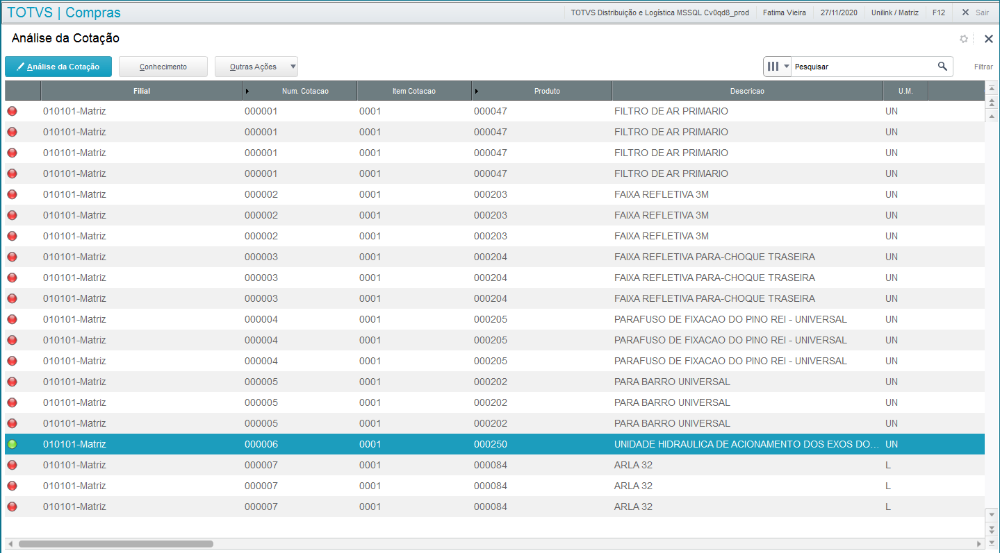 TOTVS | Compras TOTVS Distribuição e Logística MSSQL Cv0qd8_prod Fatima Vieira 27/11/2020 Unilink / Matriz F12 Sair
Análise da Cotação
Análise da Cotação Conhecimento Outras Ações Pesquisar Filtrar
Filial Num. Cotacao Item Cotacao Produto Descricao U.M.
010101-Matriz 000001 0001 000047 FILTRO DE AR PRIMARIO UN
010101-Matriz 000001 0001 000047 FILTRO DE AR PRIMARIO UN
010101-Matriz 000001 0001 000047 FILTRO DE AR PRIMARIO UN
010101-Matriz 000001 0001 000047 FILTRO DE AR PRIMARIO UN
010101-Matriz 000002 0001 000203 FAIXA REFLETIVA 3M UN
010101-Matriz 000002 0001 000203 FAIXA REFLETIVA 3M UN
010101-Matriz 000002 0001 000203 FAIXA REFLETIVA 3M UN
010101-Matriz 000003 0001 000204 FAIXA REFLETIVA PARA-CHOQUE TRASEIRA UN
010101-Matriz 000003 0001 000204 FAIXA REFLETIVA PARA-CHOQUE TRASEIRA UN
010101-Matriz 000003 0001 000204 FAIXA REFLETIVA PARA-CHOQUE TRASEIRA UN
010101-Matriz 000004 0001 000205 PARAFUSO DE FIXACAO DO PINO REI - UNIVERSAL UN
010101-Matriz 000004 0001 000205 PARAFUSO DE FIXACAO DO PINO REI - UNIVERSAL UN
010101-Matriz 000004 0001 000205 PARAFUSO DE FIXACAO DO PINO REI - UNIVERSAL UN
010101-Matriz 000005 0001 000202 PARA BARRO UNIVERSAL UN
010101-Matriz 000005 0001 000202 PARA BARRO UNIVERSAL UN
010101-Matriz 000005 0001 000202 PARA BARRO UNIVERSAL UN
010101-Matriz 000006 0001 000250 UNIDADE HIDRAULICA DE ACIONAMENTO DOS EXOS DO... UN
010101-Matriz 000007 0001 000084 ARLA 32 L
010101-Matriz 000007 0001 000084 ARLA 32 L
010101-Matriz 000007 0001 000084 ARLA 32 L